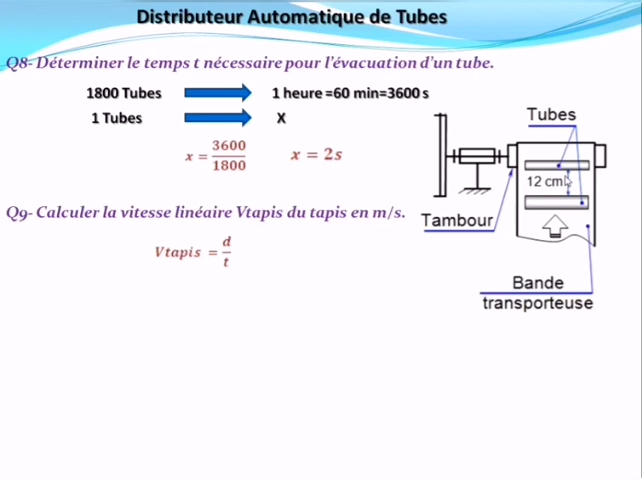 Distributeur Automatique de Tubes
Q8- Déterminer le temps t nécessaire pour l'évacuation d'un tube.
1800 Tubes 1 heure =60 min=3600 s
1 Tubes X
x = 3600/1800 x = 2s
Tubes
12 cm
Q9- Calculer la vitesse linéaire Vtapis du tapis en m/s.
Tambour
Vtapis = d/t
Bande
transporteuse